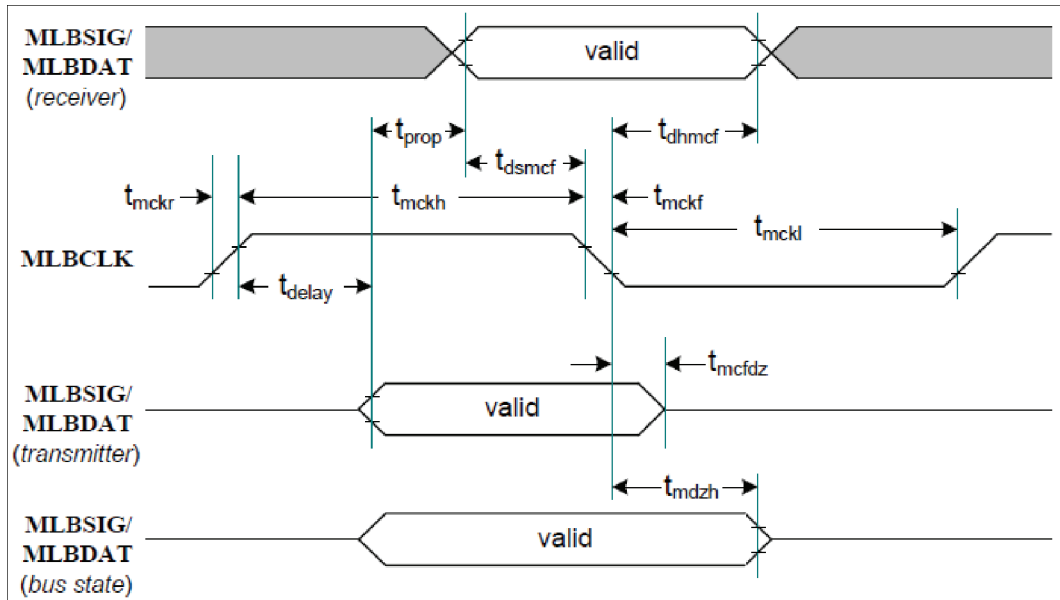 MLBSIG/
MLBDAT
(receiver)
valid
tprop
tdhmcf
tdsmcf
tmckr
tmckh
tmckf
tmckl
MLBCLK
tdelay
tmcfdz
MLBSIG/
MLBDAT
(transmitter)
valid
tmdzh
MLBSIG/
MLBDAT
(bus state)
valid